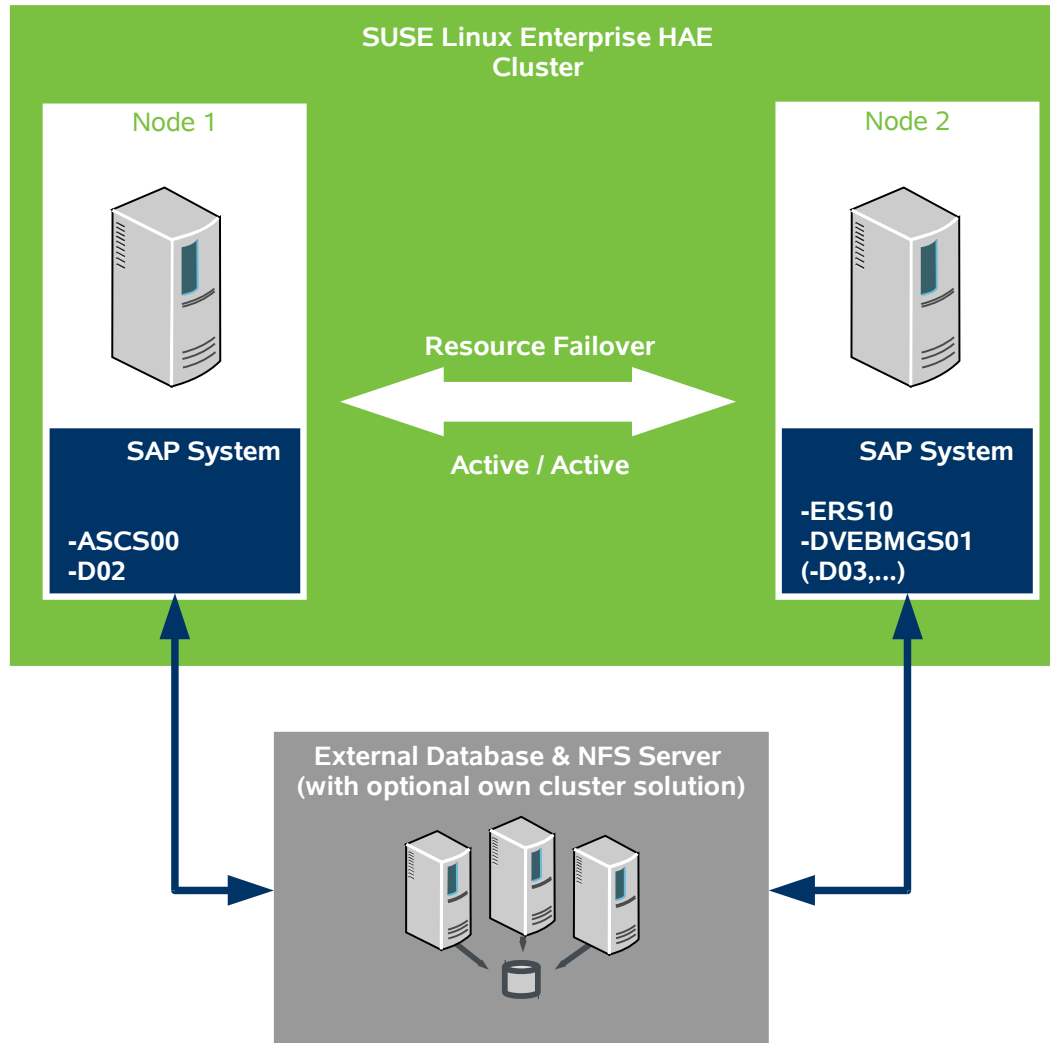 SUSE Linux Enterprise HAE
Cluster
Node 1
Node 2
Resource Failover
Active / Active
SAP System
-ASCS00
-D02
SAP System
-ERS10
-DVEBMGS01
(-D03,...)
External Database & NFS Server
(with optional own cluster solution)